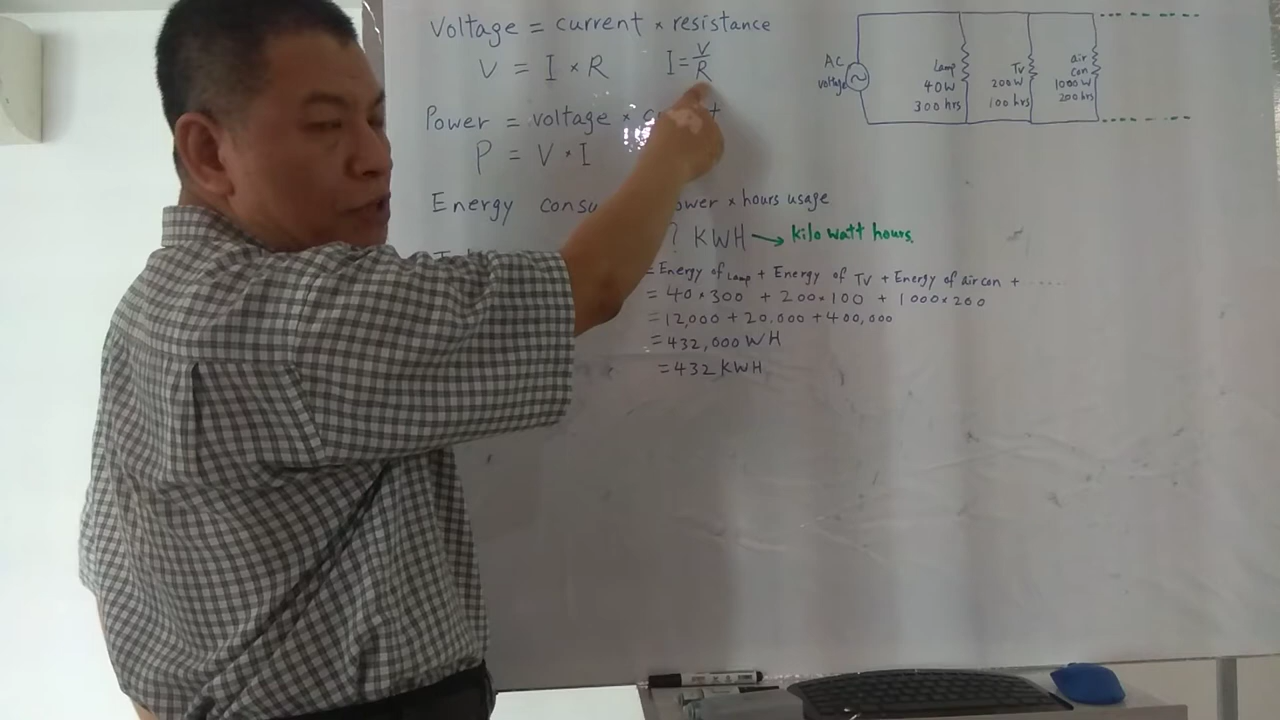 Voltage = current × resistance
V = I × R
I = V/R
Power = voltage ×
P = V · I
Energy × hours usage
? KWH → kilo watt hours.
= Energy of Lamp + Energy of TV + Energy of air con + .....
= 40×300 + 200×100 + 1000×200
= 12,000 + 20,000 + 400,000
= 432,000 WH
= 432 KWH
AC
voltage
Lamp
40W
300 hrs
TV
200W
100 hrs
air
con
1000W
200 hrs